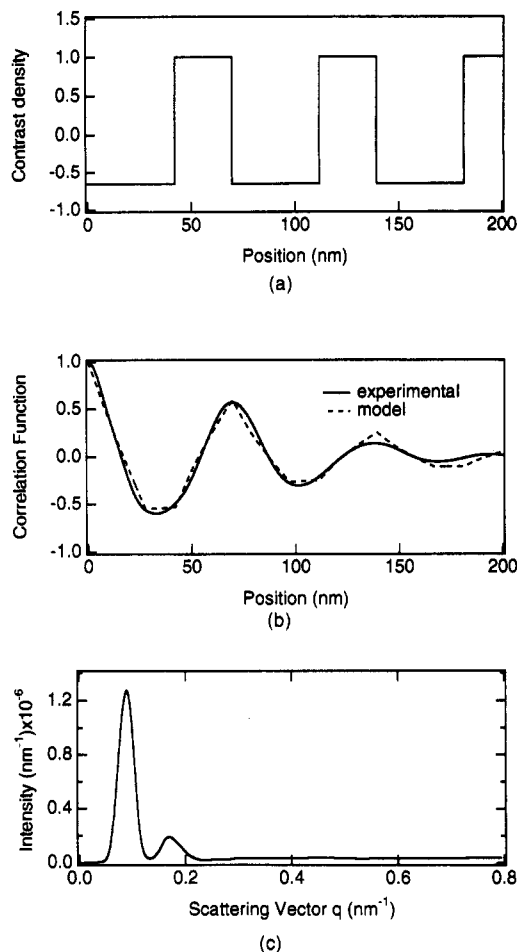 Contrast density
1.5
1.0
0.5
0.0
-0.5
-1.0
0
50
100
150
200
Position (nm)
(a)
Correlation Function
1.0
0.5
0.0
-0.5
-1.0
experimental
model
0
50
100
150
200
Position (nm)
(b)
Intensity (nm⁻¹)x10⁻⁶
1.2
0.8
0.4
0.0
0.0
0.2
0.4
0.6
0.8
Scattering Vector q (nm⁻¹)
(c)